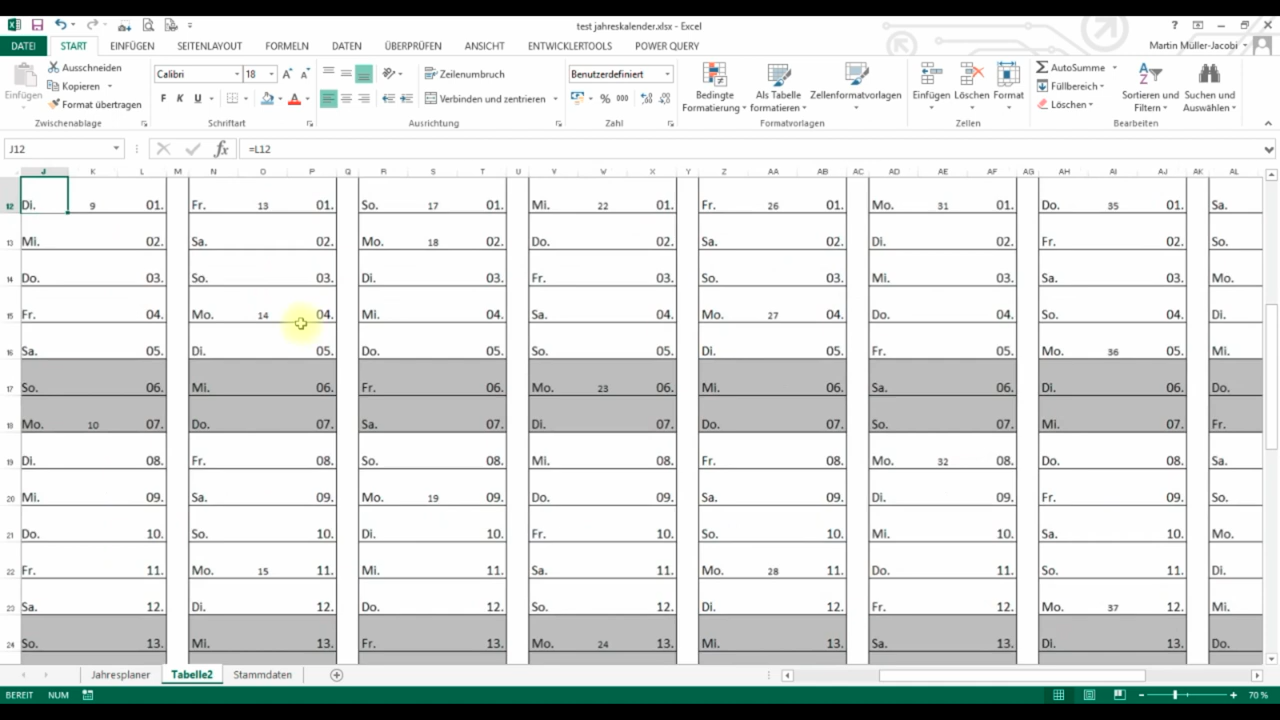 test jahreskalender.xlsx - Excel
DATEI START EINFÜGEN SEITENLAYOUT FORMELN DATEN ÜBERPRÜFEN ANSICHT ENTWICKLERTOOLS POWER QUERY Martin Müller-Jacobi
Einfügen
Ausschneiden
Kopieren
Format übertragen
Zwischenablage
Calibri 18
F K U
Schriftart
Zeilenumbruch
Verbinden und zentrieren
Ausrichtung
Benutzerdefiniert
% 000
Zahl
Bedingte Formatierung
Als Tabelle formatieren
Zellenformatvorlagen
Formatvorlagen
Einfügen Löschen Format
Zellen
AutoSumme
Füllbereich
Löschen
Sortieren und Filtern
Suchen und Auswählen
Bearbeiten
J12 fx =L12
J K L M N O P Q R S T U V W X Y Z AA AB AC AD AE AF AG AH AI AJ AK AL
12 Di. 9 01. Fr. 13 01. So. 17 01. Mi. 22 01. Fr. 26 01. Mo. 31 01. Do. 35 01. Sa.
13 Mi. 02. Sa. 02. Mo. 18 02. Do. 02. Sa. 02. Di. 02. Fr. 02. So.
14 Do. 03. So. 03. Di. 03. Fr. 03. So. 03. Mi. 03. Sa. 03. Mo.
15 Fr. 04. Mo. 14 04. Mi. 04. Sa. 04. Mo. 27 04. Do. 04. So. 04. Di.
16 Sa. 05. Di. 05. Do. 05. So. 05. Di. 05. Fr. 05. Mo. 36 05. Mi.
17 So. 06. Mi. 06. Fr. 06. Mo. 23 06. Mi. 06. Sa. 06. Di. 06. Do.
18 Mo. 10 07. Do. 07. Sa. 07. Di. 07. Do. 07. So. 07. Mi. 07. Fr.
19 Di. 08. Fr. 08. So. 08. Mi. 08. Fr. 08. Mo. 32 08. Do. 08. Sa.
20 Mi. 09. Sa. 09. Mo. 19 09. Do. 09. Sa. 09. Di. 09. Fr. 09. So.
21 Do. 10. So. 10. Di. 10. Fr. 10. So. 10. Mi. 10. Sa. 10. Mo.
22 Fr. 11. Mo. 15 11. Mi. 11. Sa. 11. Mo. 28 11. Do. 11. So. 11. Di.
23 Sa. 12. Di. 12. Do. 12. So. 12. Di. 12. Fr. 12. Mo. 37 12. Mi.
24 So. 13. Mi. 13. Fr. 13. Mo. 24 13. Mi. 13. Sa. 13. Di. 13. Do.
Jahresplaner Tabelle2 Stammdaten
BEREIT NUM 70 %